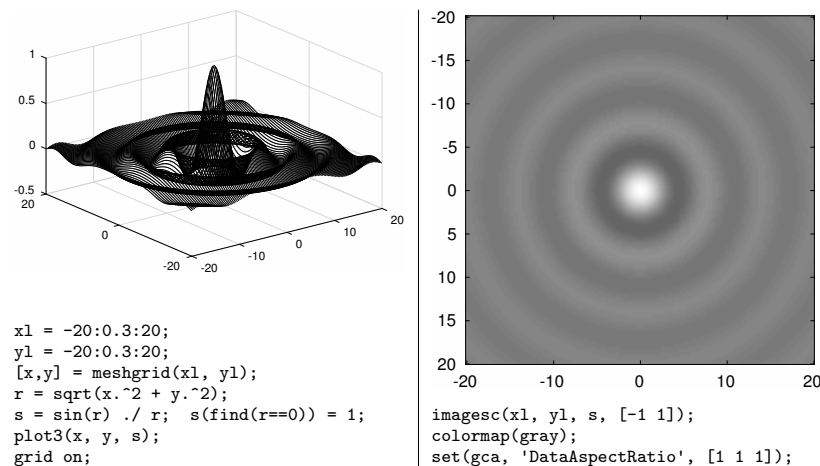 1
0.5
0
-0.5
20
0
-20
-20
-10
0
10
20
xl = -20:0.3:20;
yl = -20:0.3:20;
[x,y] = meshgrid(xl, yl);
r = sqrt(x.^2 + y.^2);
s = sin(r) ./ r;  s(find(r==0)) = 1;
plot3(x, y, s);
grid on;
-20
-15
-10
-5
0
5
10
15
20
-20
-10
0
10
20
imagesc(xl, yl, s, [-1 1]);
colormap(gray);
set(gca, 'DataAspectRatio', [1 1 1]);